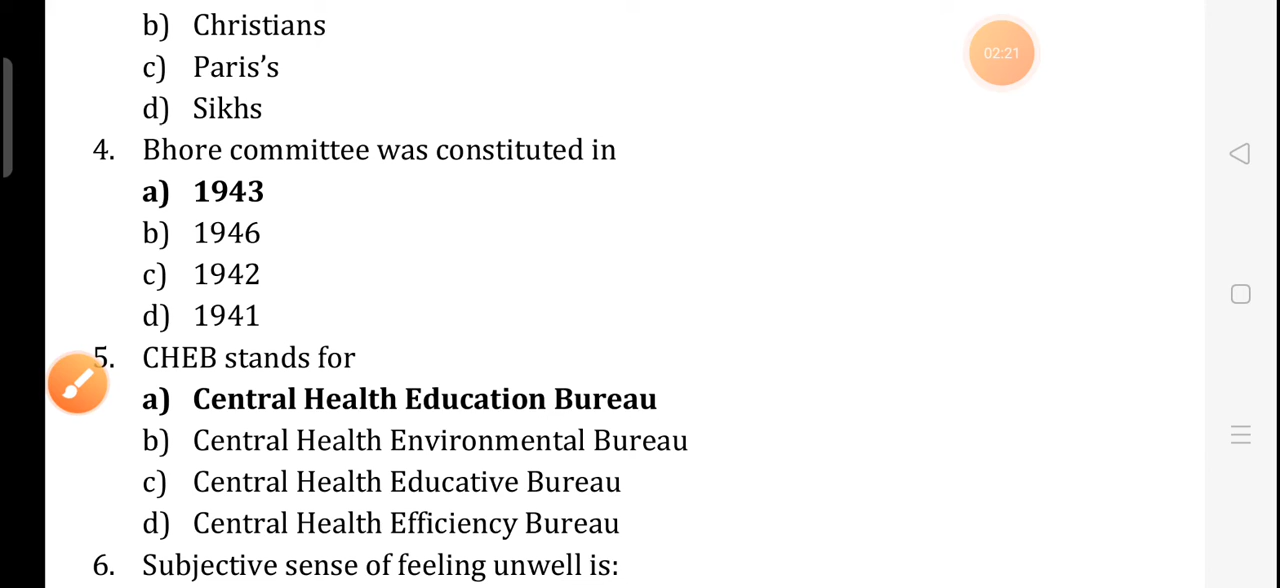 b) Christians
02:21
c) Paris's
d) Sikhs
4. Bhore committee was constituted in
a) 1943
b) 1946
c) 1942
d) 1941
5. CHEB stands for
a) Central Health Education Bureau
b) Central Health Environmental Bureau
c) Central Health Educative Bureau
d) Central Health Efficiency Bureau
6. Subjective sense of feeling unwell is: